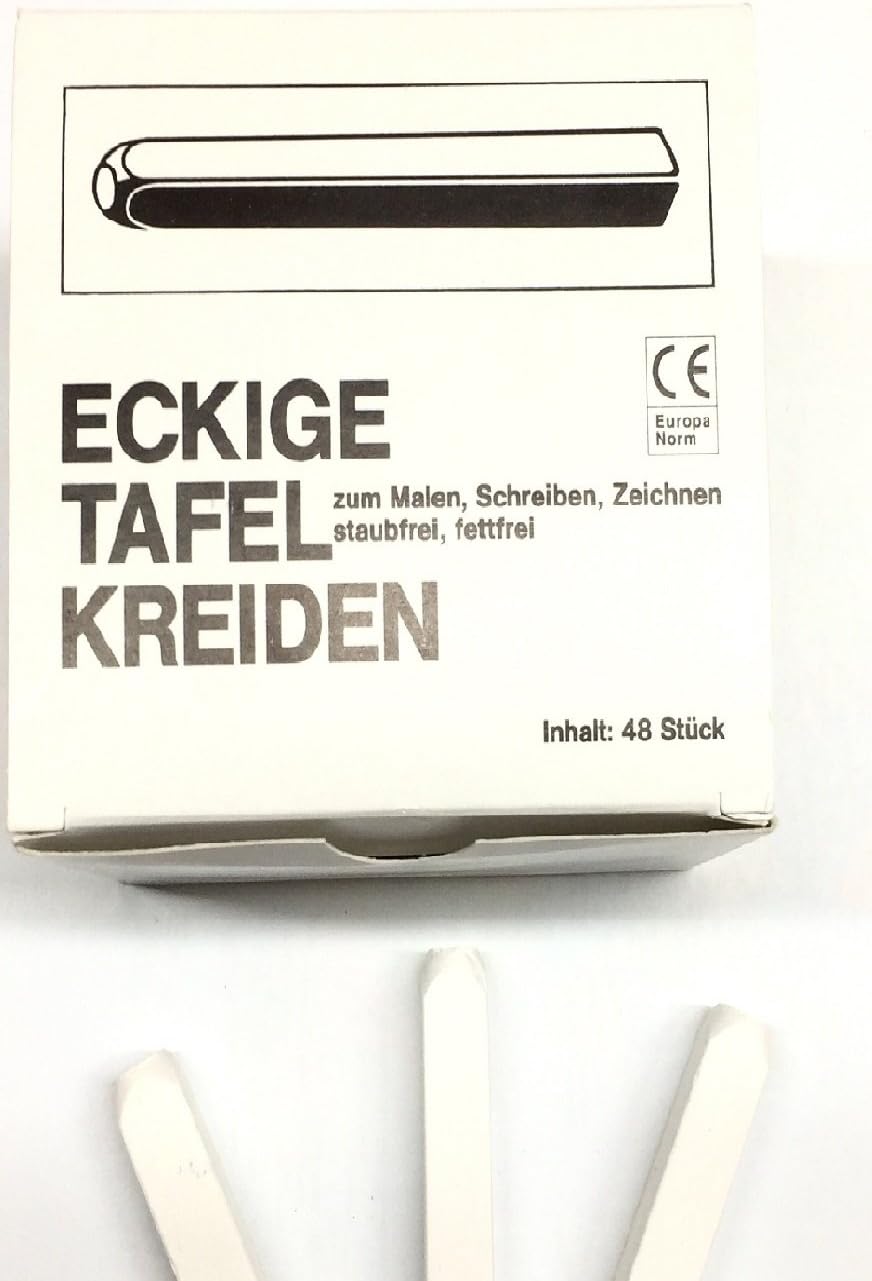 CE
Europa
Norm
ECKIGE
TAFEL
zum Malen, Schreiben, Zeichnen
staubfrei, fettfrei
KREIDEN
Inhalt: 48 Stück